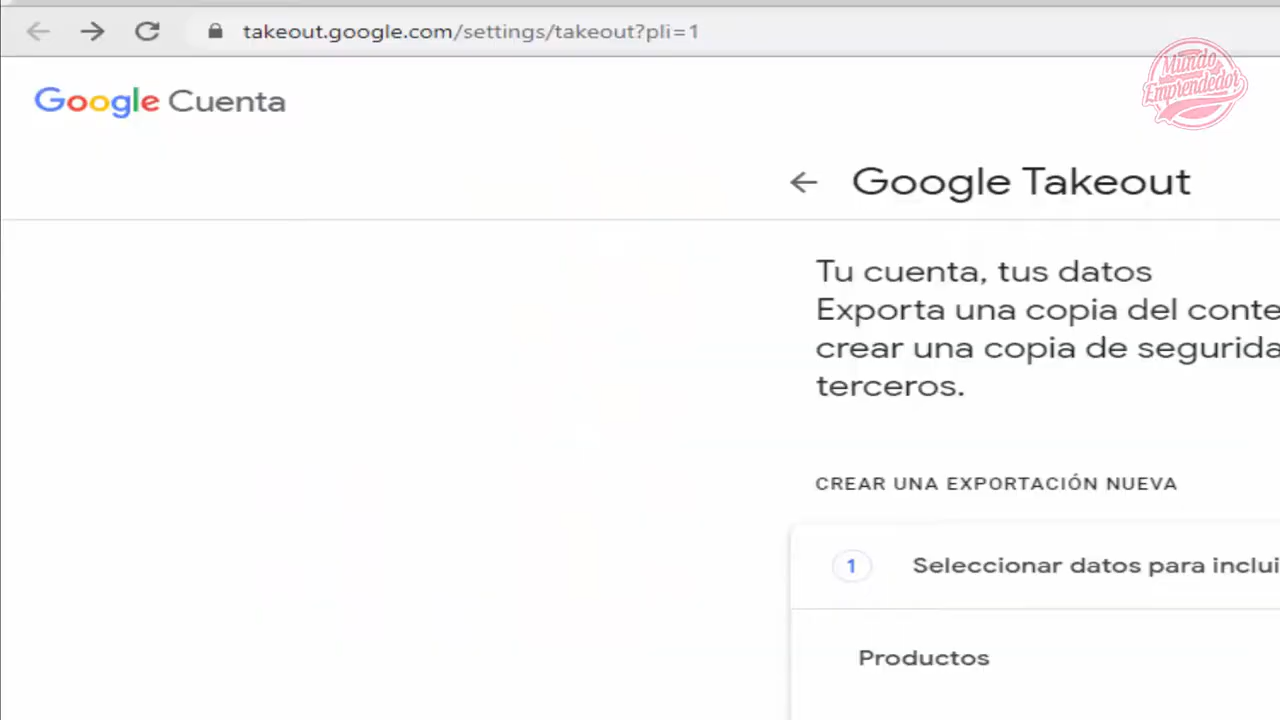 takeout.google.com/settings/takeout?pli=1
Mundo
Emprendedor
Google Cuenta
Google Takeout
Tu cuenta, tus datos
Exporta una copia del conte
crear una copia de segurida
terceros.
CREAR UNA EXPORTACIÓN NUEVA
1 Seleccionar datos para inclui
Productos